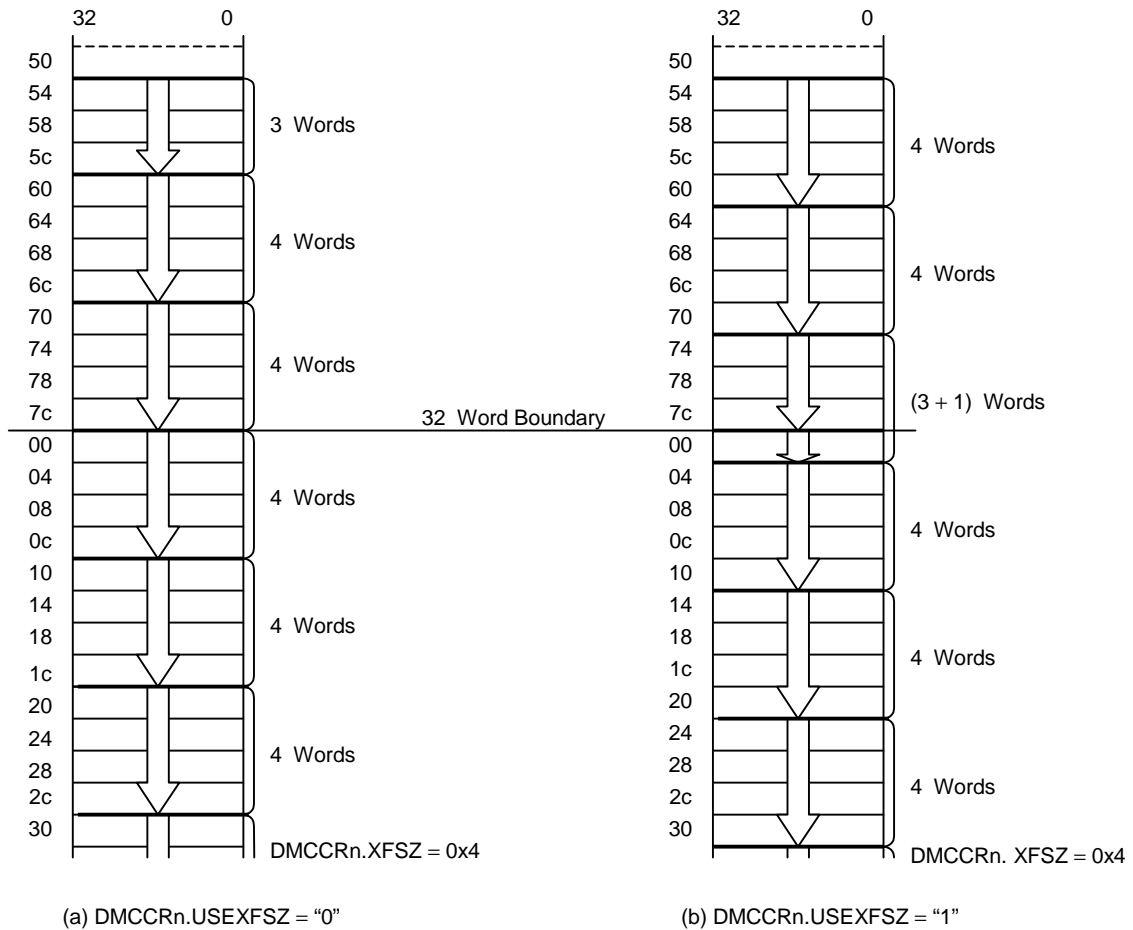 32 0
50
54
58
5c
60
64
68
6c
70
74
78
7c
00
04
08
0c
10
14
18
1c
20
24
28
2c
30
3 Words
4 Words
4 Words
4 Words
4 Words
4 Words
DMCCRn.XFSZ = 0x4
(a) DMCCRn.USEXFSZ = “0”
32 Word Boundary
32 0
50
54
58
5c
60
64
68
6c
70
74
78
7c
00
04
08
0c
10
14
18
1c
20
24
28
2c
30
4 Words
4 Words
(3 + 1) Words
4 Words
4 Words
4 Words
DMCCRn. XFSZ = 0x4
(b) DMCCRn.USEXFSZ = “1”